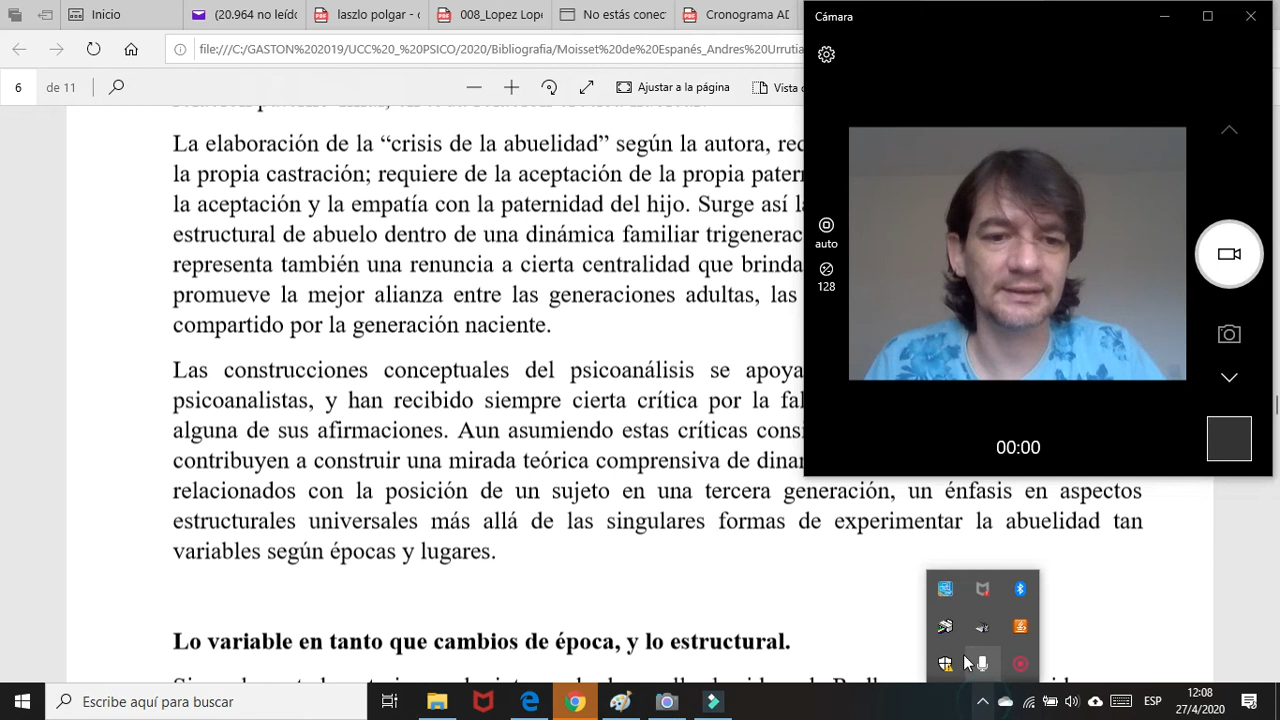 Inicio
(20.964 no leído
laszlo polgar - c
008_Lopez Lope
No estás conec
Cronograma AD
Cámara
file:///C:/GASTON%202019/UCC%20_%20PSICO/2020/Bibliografia/Moisset%20de%20Espanés_Andres%20Urrutia
6 de 11
Ajustar a la página
Vista d
La elaboración de la “crisis de la abuelidad” según la autora, req
la propia castración; requiere de la aceptación de la propia patern
la aceptación y la empatía con la paternidad del hijo. Surge así la
estructural de abuelo dentro de una dinámica familiar trigenerac
representa también una renuncia a cierta centralidad que brinda
promueve la mejor alianza entre las generaciones adultas, las
compartido por la generación naciente.
Las construcciones conceptuales del psicoanálisis se apoya
psicoanalistas, y han recibido siempre cierta crítica por la fal
alguna de sus afirmaciones. Aun asumiendo estas críticas consi
contribuyen a construir una mirada teórica comprensiva de dinam
relacionados con la posición de un sujeto en una tercera generación, un énfasis en aspectos
estructurales universales más allá de las singulares formas de experimentar la abuelidad tan
variables según épocas y lugares.
Lo variable en tanto que cambios de época, y lo estructural.
auto
128
00:00
Escribe aquí para buscar
ESP
12:08
27/4/2020